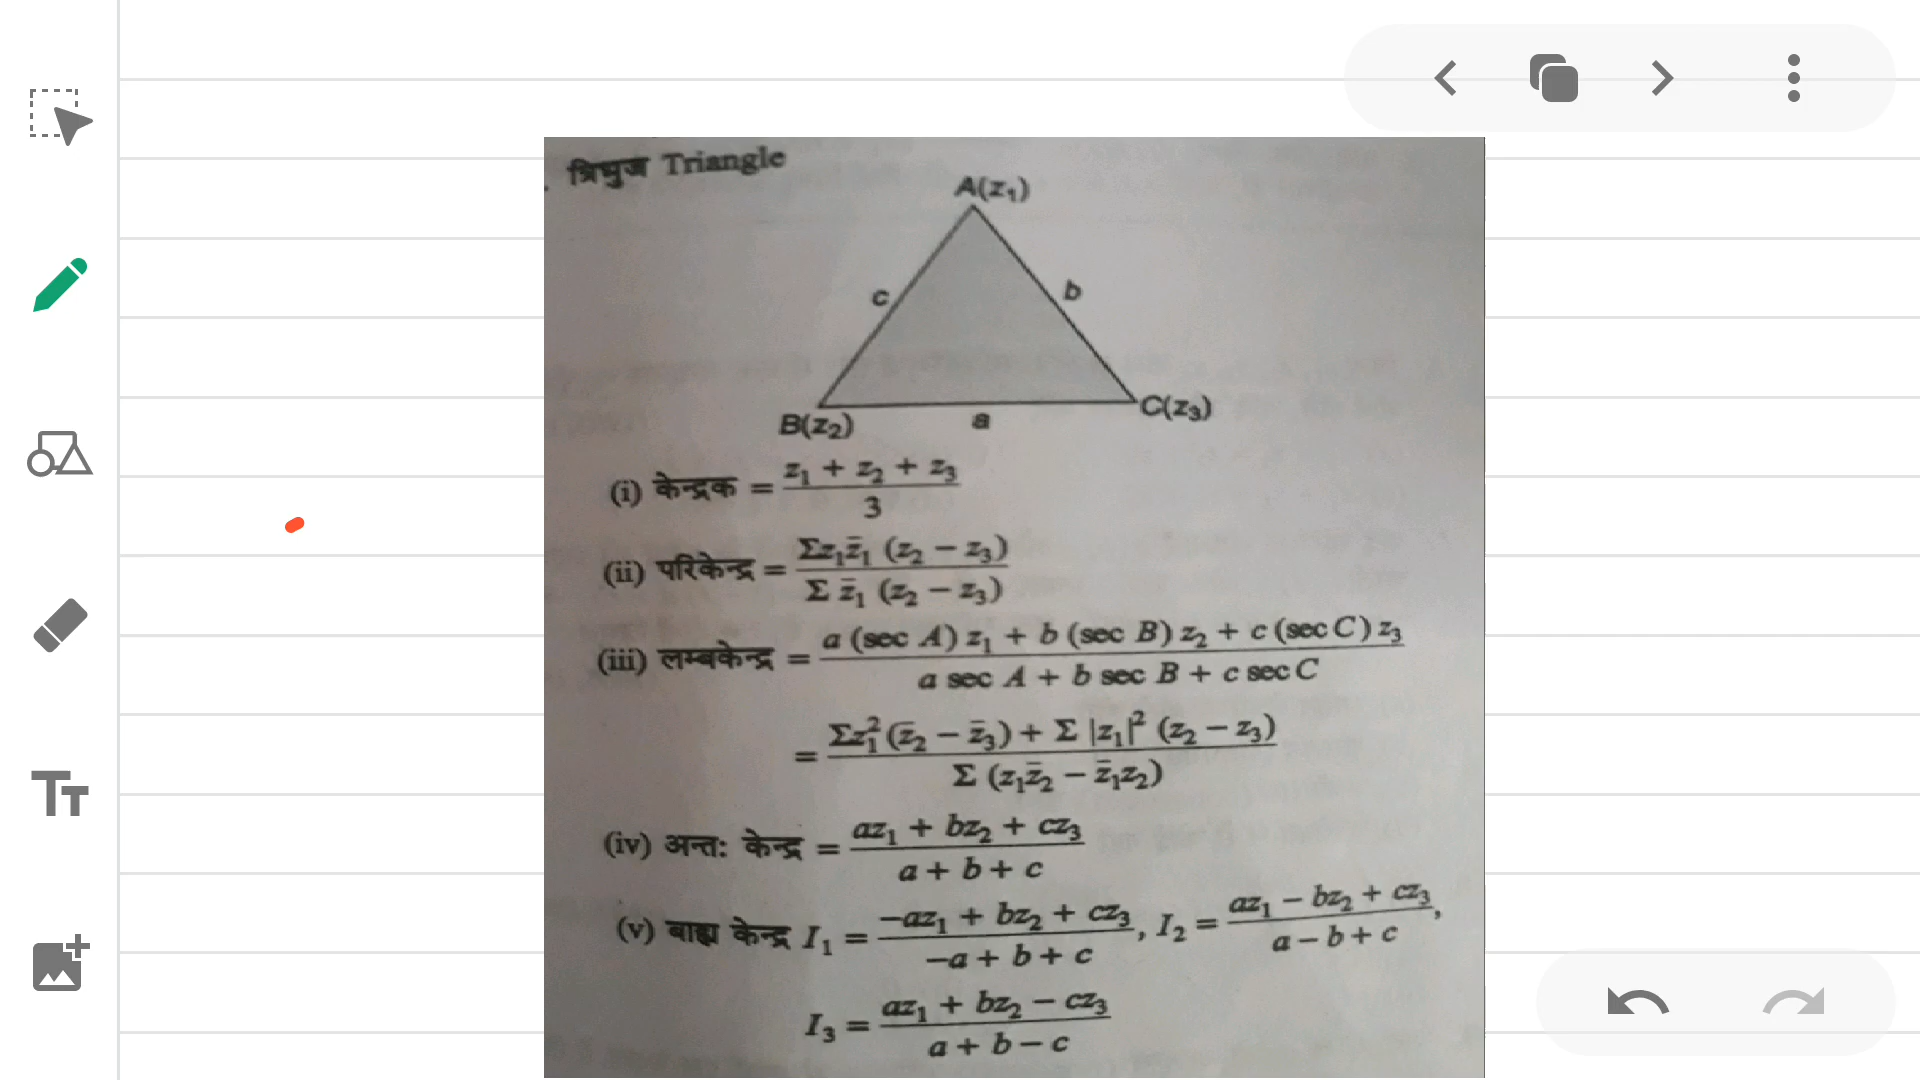 . त्रिभुज Triangle
A(z₁)
c
b
B(z₂)
a
C(z₃)
(i) केन्द्रक = (z₁ + z₂ + z₃) / 3
(ii) परिकेन्द्र = Σz₁z̄₁ (z₂ − z₃) / Σ z̄₁ (z₂ − z₃)
(iii) लम्बकेन्द्र = (a (sec A) z₁ + b (sec B) z₂ + c (sec C) z₃) / (a sec A + b sec B + c sec C)
= (Σz₁² (z̄₂ − z̄₃) + Σ |z₁|² (z₂ − z₃)) / Σ (z₁z̄₂ − z̄₁z₂)
(iv) अन्तः केन्द्र = (az₁ + bz₂ + cz₃) / (a + b + c)
(v) बाह्य केन्द्र I₁ = (−az₁ + bz₂ + cz₃) / (−a + b + c), I₂ = (az₁ − bz₂ + cz₃) / (a − b + c),
I₃ = (az₁ + bz₂ − cz₃) / (a + b − c)